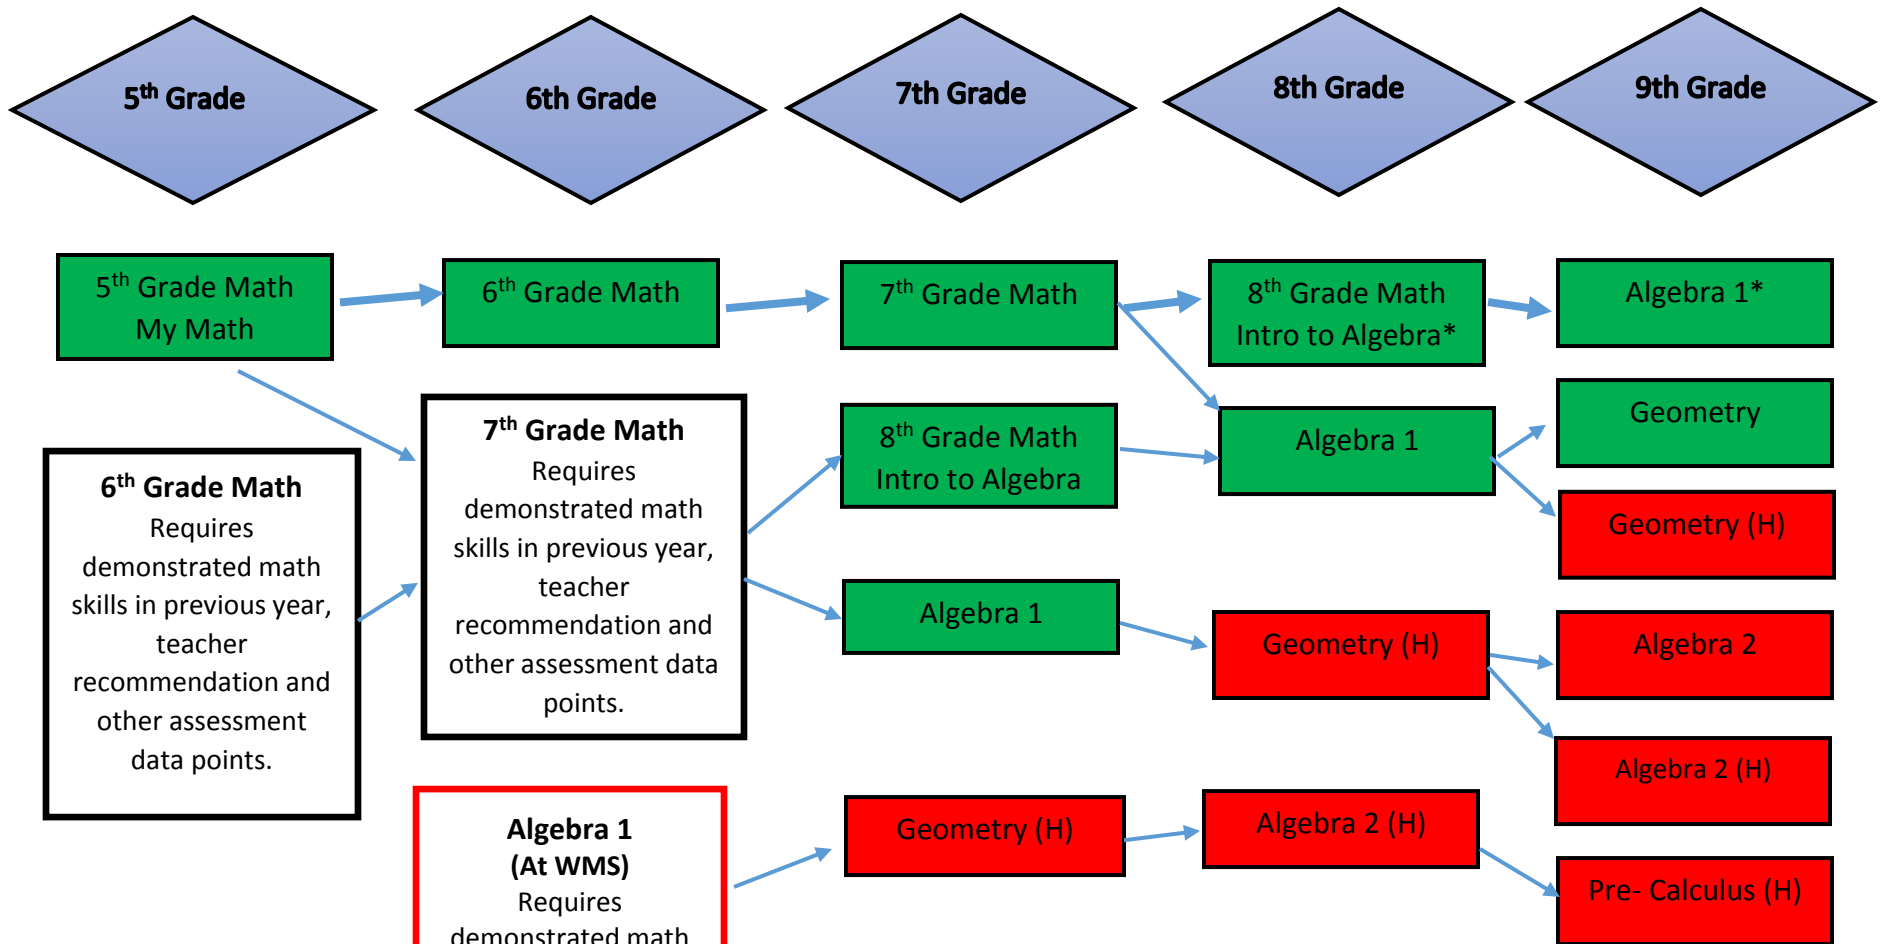 5th Grade
6th Grade
7th Grade
8th Grade
9th Grade
5th Grade Math
My Math
6th Grade Math
7th Grade Math
8th Grade Math
Intro to Algebra*
Algebra 1*
6th Grade Math
Requires
demonstrated math
skills in previous year,
teacher
recommendation and
other assessment
data points.
7th Grade Math
Requires
demonstrated math
skills in previous year,
teacher
recommendation and
other assessment data
points.
8th Grade Math
Intro to Algebra
Algebra 1
Geometry
Geometry (H)
Algebra 1
Geometry (H)
Algebra 2
Algebra 2 (H)
Algebra 1
(At WMS)
Requires
demonstrated math
Geometry (H)
Algebra 2 (H)
Pre- Calculus (H)